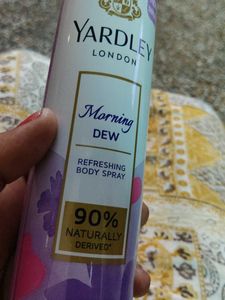 YARDLEY
LONDON
Morning
DEW
REFRESHING
BODY SPRAY
90%
NATURALLY
DERIVED*